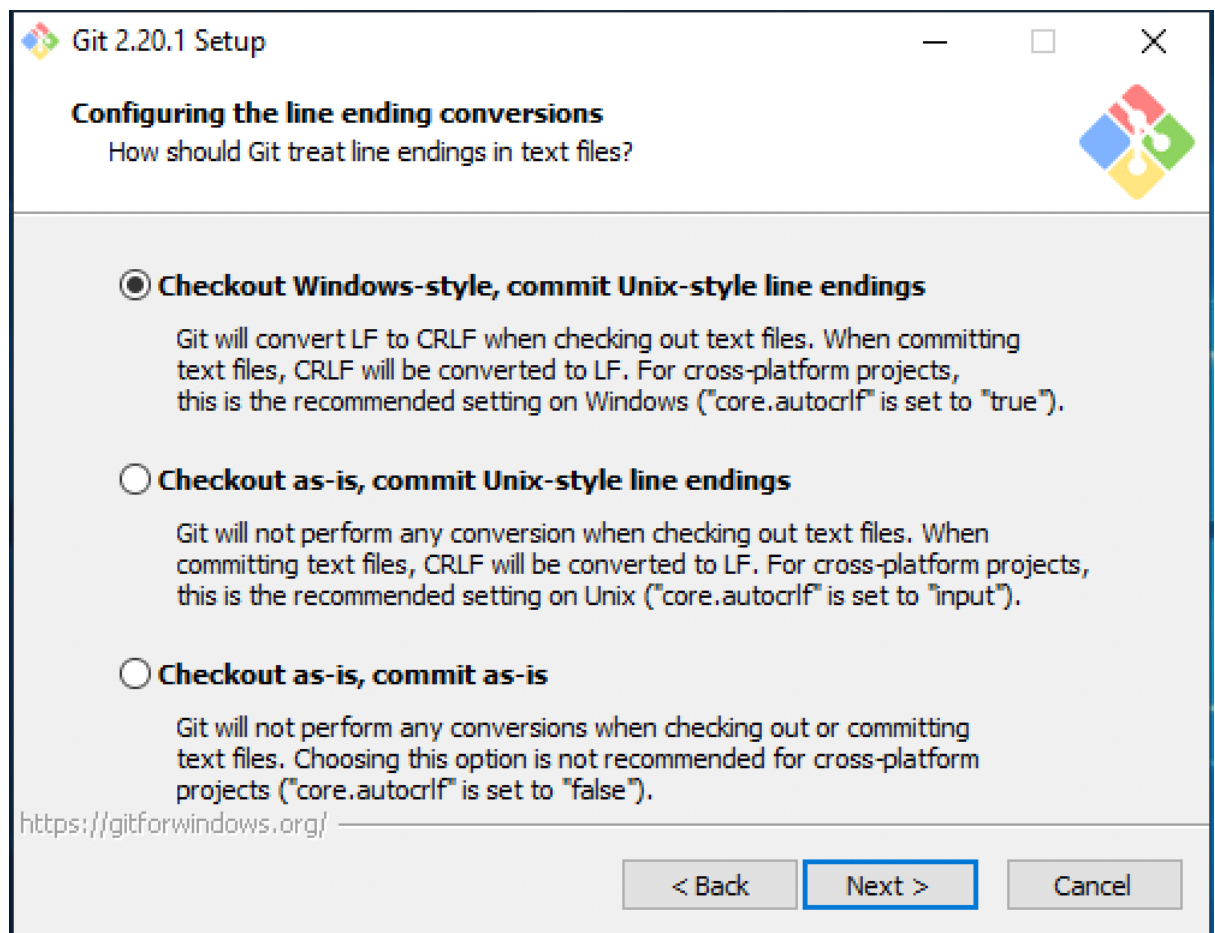 Git 2.20.1 Setup
Configuring the line ending conversions
How should Git treat line endings in text files?
Checkout Windows-style, commit Unix-style line endings
Git will convert LF to CRLF when checking out text files. When committing
text files, CRLF will be converted to LF. For cross-platform projects,
this is the recommended setting on Windows ("core.autocrlf" is set to "true").
Checkout as-is, commit Unix-style line endings
Git will not perform any conversion when checking out text files. When
committing text files, CRLF will be converted to LF. For cross-platform projects,
this is the recommended setting on Unix ("core.autocrlf" is set to "input").
Checkout as-is, commit as-is
Git will not perform any conversions when checking out or committing
text files. Choosing this option is not recommended for cross-platform
projects ("core.autocrlf" is set to "false").
https://gitforwindows.org/
< Back
Next >
Cancel